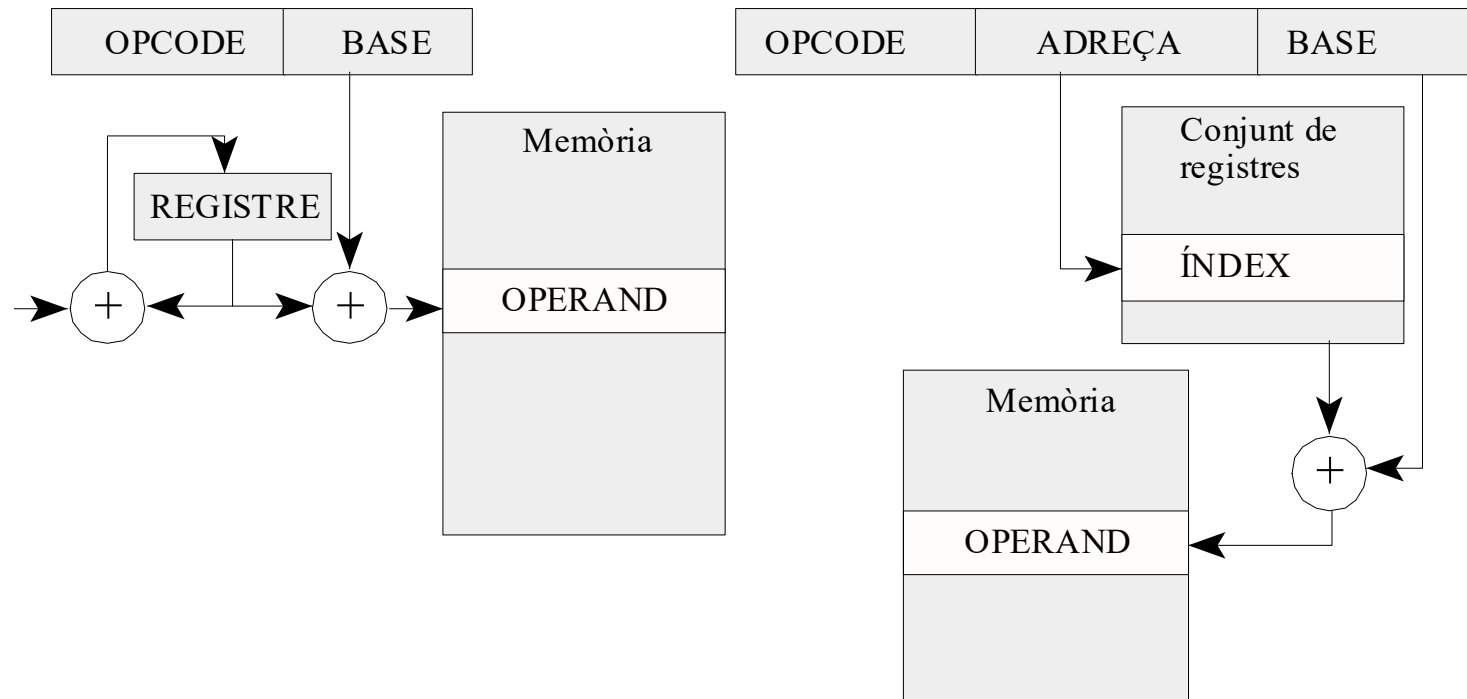 OPCODE BASE
REGISTRE
+
+
Memòria
OPERAND
OPCODE ADREÇA BASE
Conjunt de
registres
ÍNDEX
+
Memòria
OPERAND